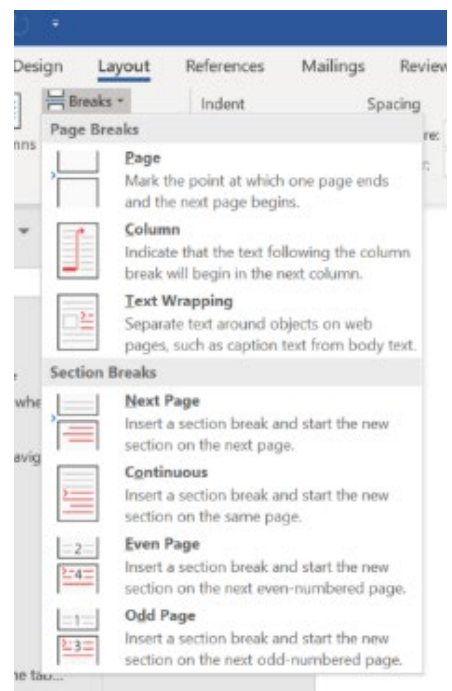 Design Layout References Mailings Review
Breaks Indent Spacing
Page Breaks
Page
Mark the point at which one page ends
and the next page begins.
Column
Indicate that the text following the column
break will begin in the next column.
Text Wrapping
Separate text around objects on web
pages, such as caption text from body text.
Section Breaks
Next Page
Insert a section break and start the new
section on the next page.
Continuous
Insert a section break and start the new
section on the same page.
2
Even Page
4
Insert a section break and start the new
section on the next even-numbered page.
1
Odd Page
3
Insert a section break and start the new
section on the next odd-numbered page.